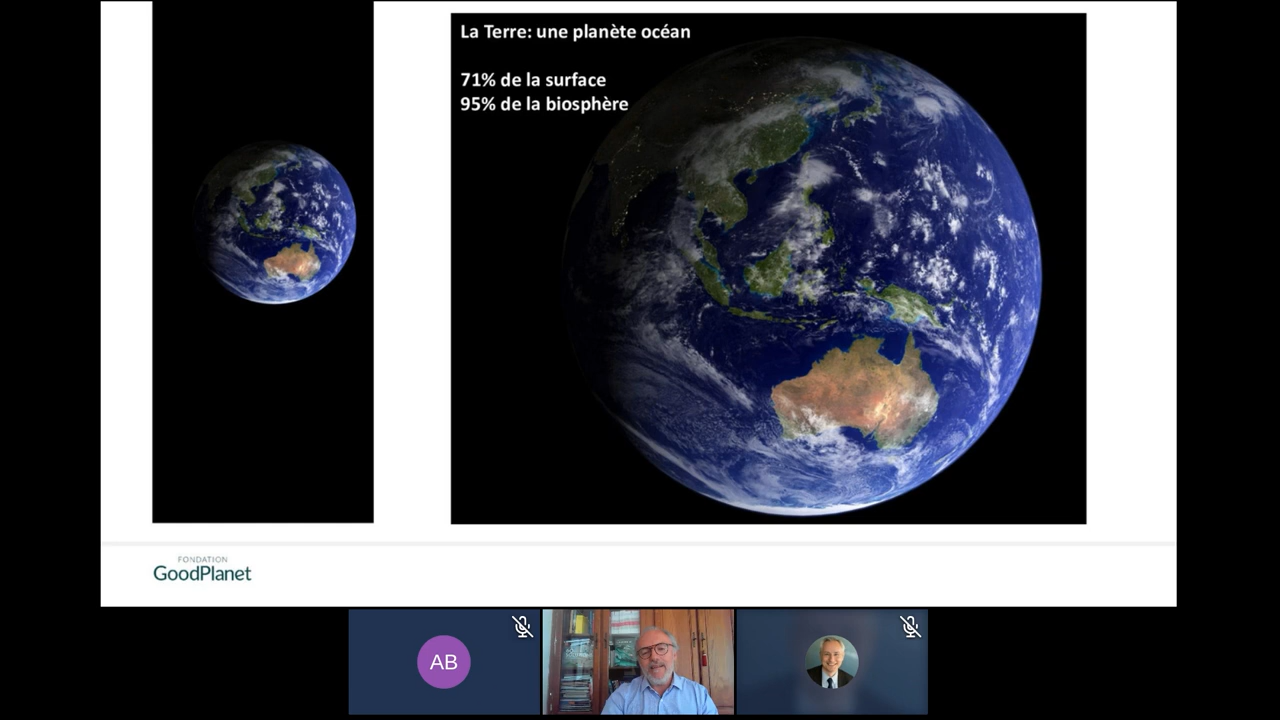 La Terre: une planète océan
71% de la surface
95% de la biosphère
FONDATION
GoodPlanet
AB